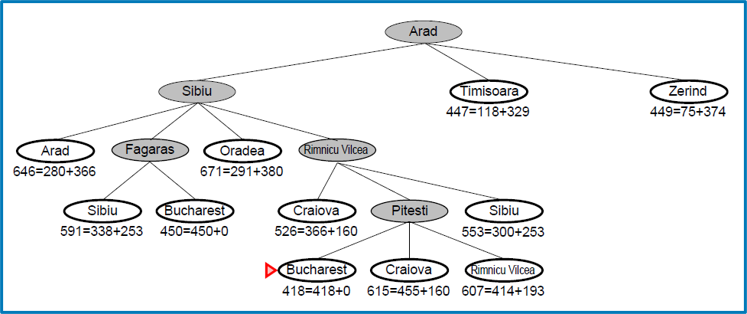 Arad
Sibiu
Timisoara
Zerind
447=118+329
449=75+374
Arad
Fagaras
Oradea
Rimnicu Vilcea
646=280+366
671=291+380
Sibiu
Bucharest
Craiova
Pitesti
Sibiu
591=338+253
450=450+0
526=366+160
553=300+253
Bucharest
Craiova
Rimnicu Vilcea
418=418+0
615=455+160
607=414+193